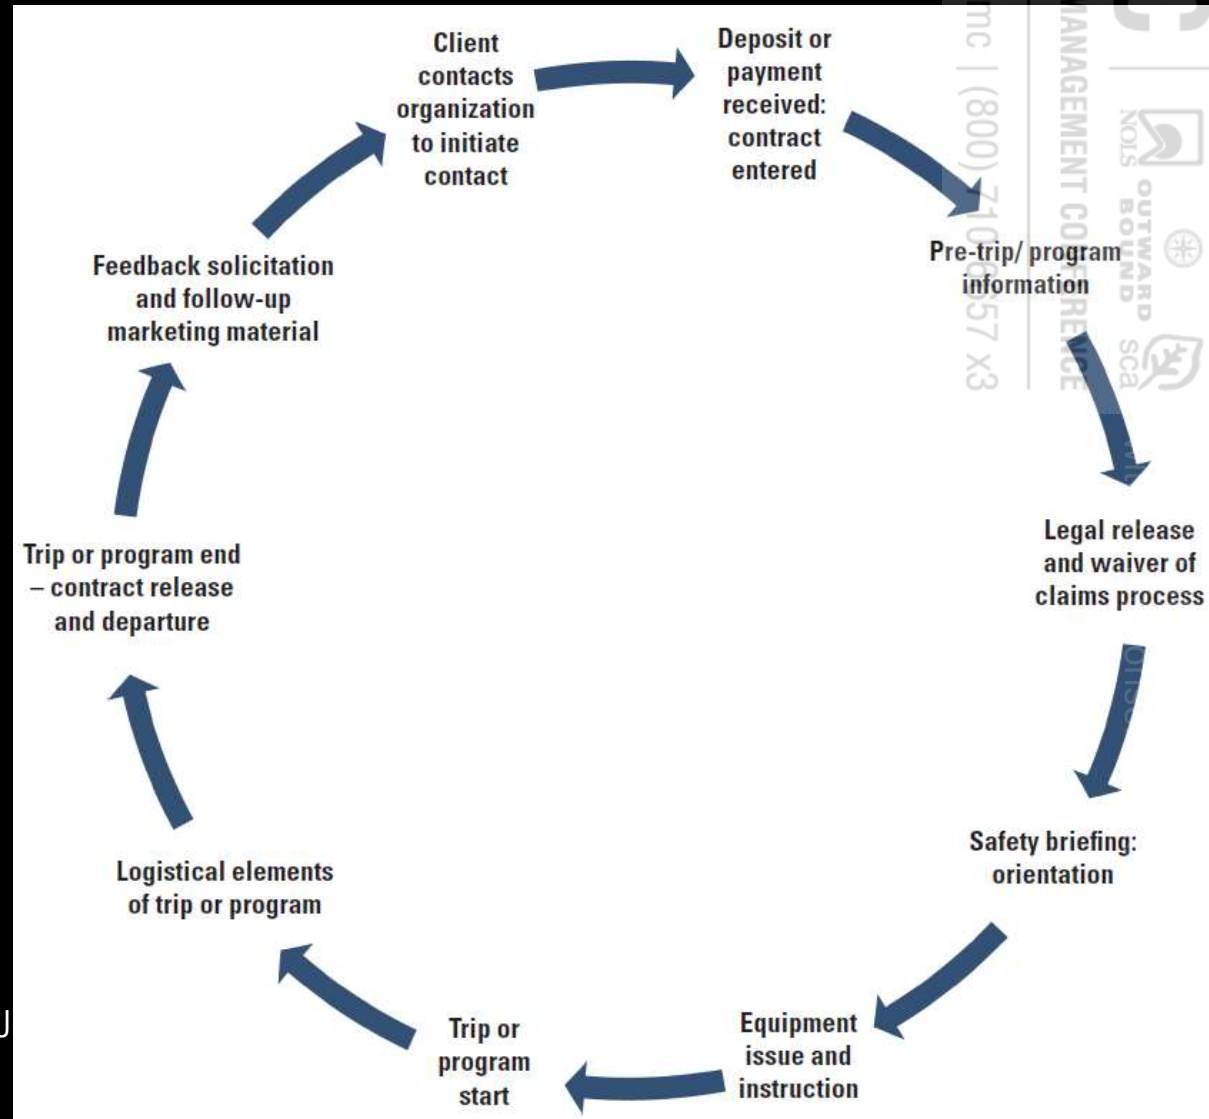 Client
contacts
organization
to initiate
contact
Deposit or
payment
received:
contract
entered
Pre-trip/ program
information
Legal release
and waiver of
claims process
Safety briefing:
orientation
Equipment
issue and
instruction
Trip or
program
start
Logistical elements
of trip or program
Trip or program end
– contract release
and departure
Feedback solicitation
and follow-up
marketing material
MANAGEMENT CONFERENCE
NOLS
OUTWARD
BOUND
sca